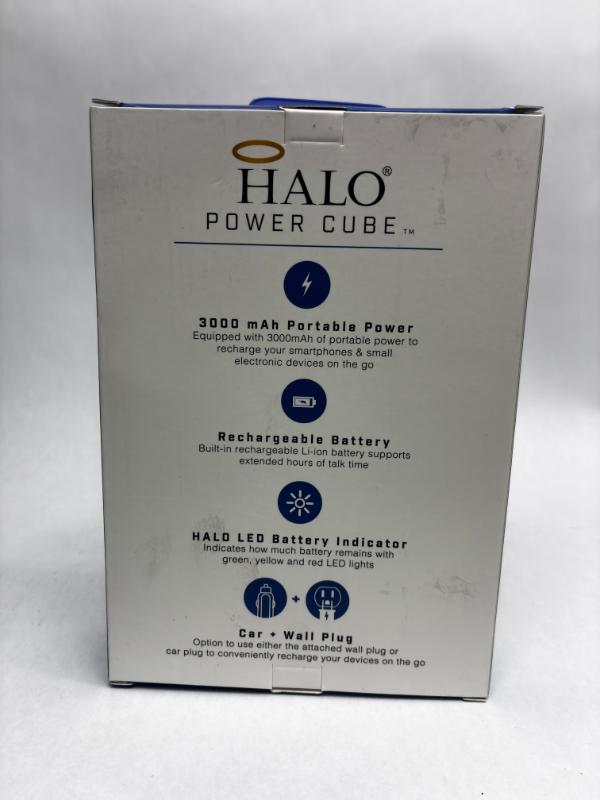 HALO®
POWER CUBE™
3000 mAh Portable Power
Equipped with 3000mAh of portable power to
recharge your smartphones & small
electronic devices on the go
Rechargeable Battery
Built-in rechargeable Li-ion battery supports
extended hours of talk time
HALO LED Battery Indicator
Indicates how much battery remains with
green, yellow and red LED lights
+
Car + Wall Plug
Option to use either the attached wall plug or
car plug to conveniently recharge your devices on the go